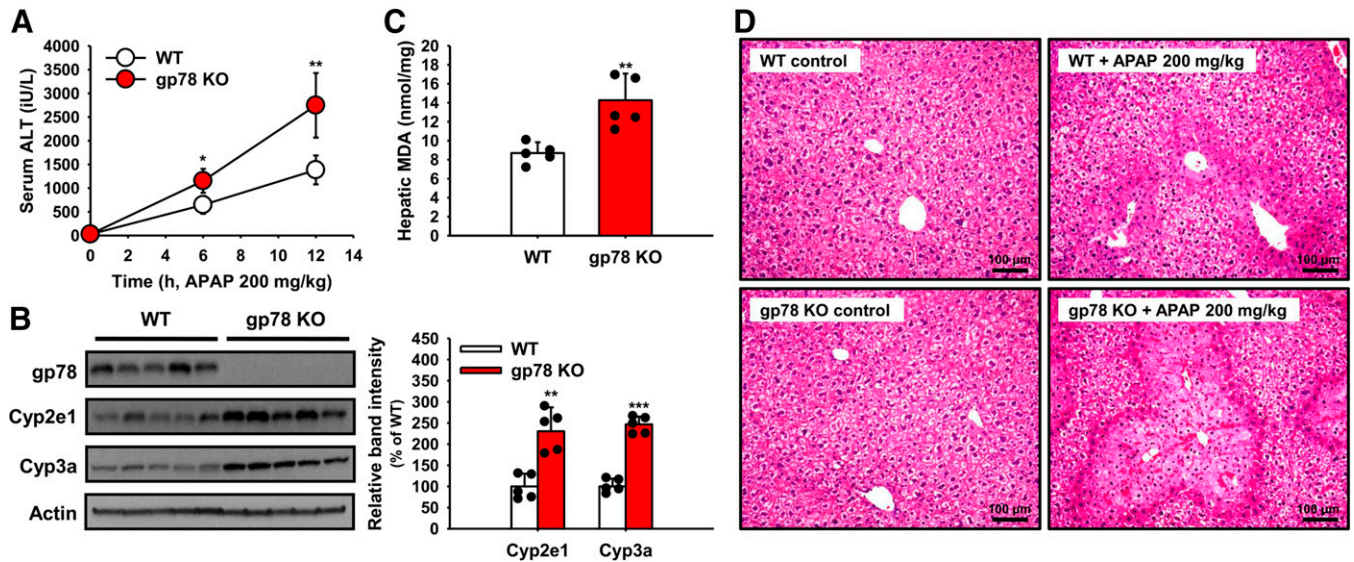 A
Serum ALT (iU/L)
4000
3500
3000
2500
2000
1500
1000
500
0
WT
gp78 KO
*
**
0 2 4 6 8 10 12 14
Time (h, APAP 200 mg/kg)
B
WT gp78 KO
gp78
Cyp2e1
Cyp3a
Actin
Relative band intensity
(% of WT)
450
400
350
300
250
200
150
100
50
0
WT
gp78 KO
**
***
Cyp2e1 Cyp3a
C
Hepatic MDA (nmol/mg)
20
18
16
14
12
10
8
6
4
2
0
**
WT gp78 KO
D
WT control
100 µm
WT + APAP 200 mg/kg
100 µm
gp78 KO control
100 µm
gp78 KO + APAP 200 mg/kg
100 µm